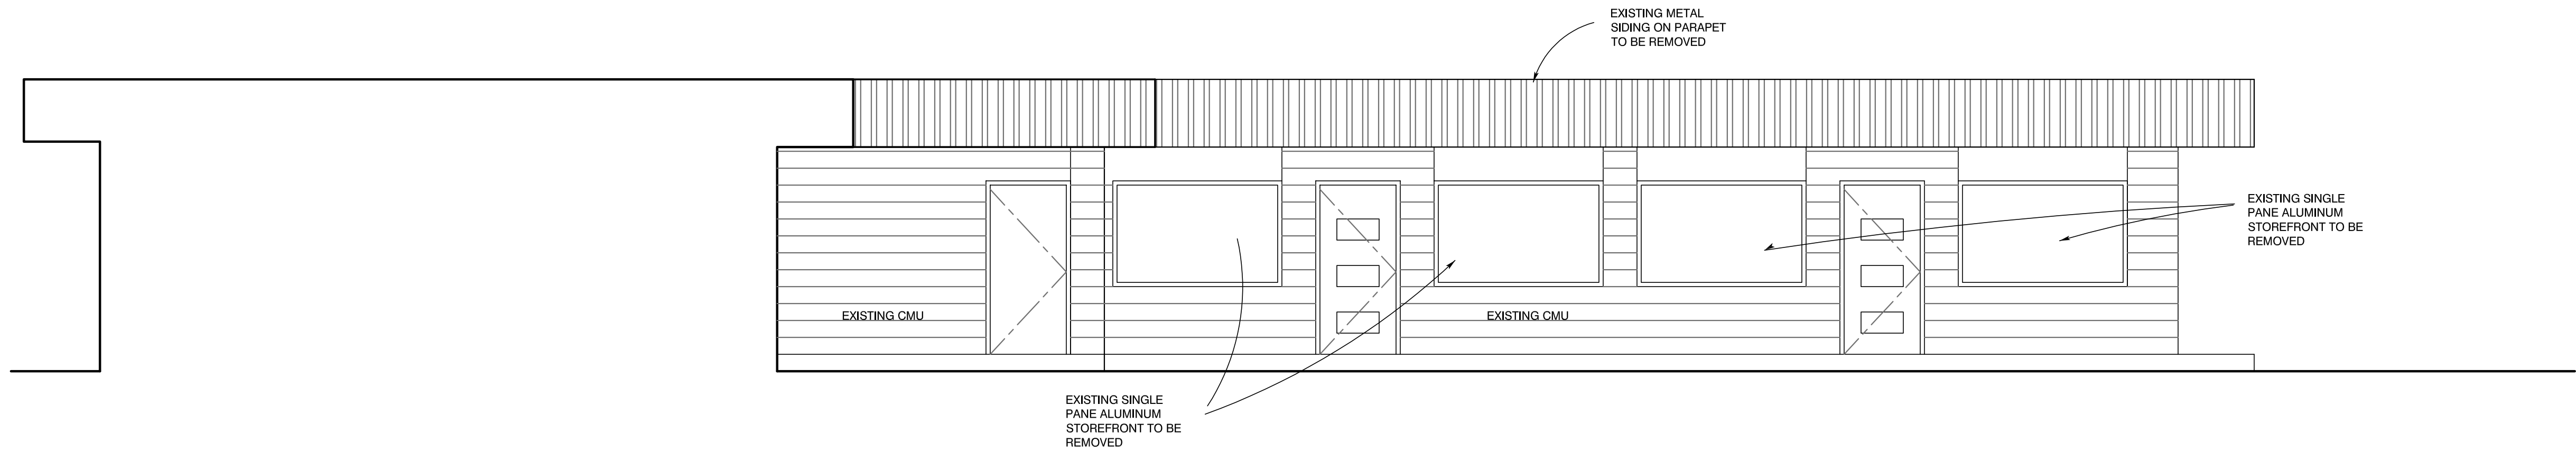 EXISTING METAL
SIDING ON PARAPET
TO BE REMOVED
EXISTING SINGLE
PANE ALUMINUM
STOREFRONT TO BE
REMOVED
EXISTING CMU
EXISTING CMU
EXISTING SINGLE
PANE ALUMINUM
STOREFRONT TO BE
REMOVED